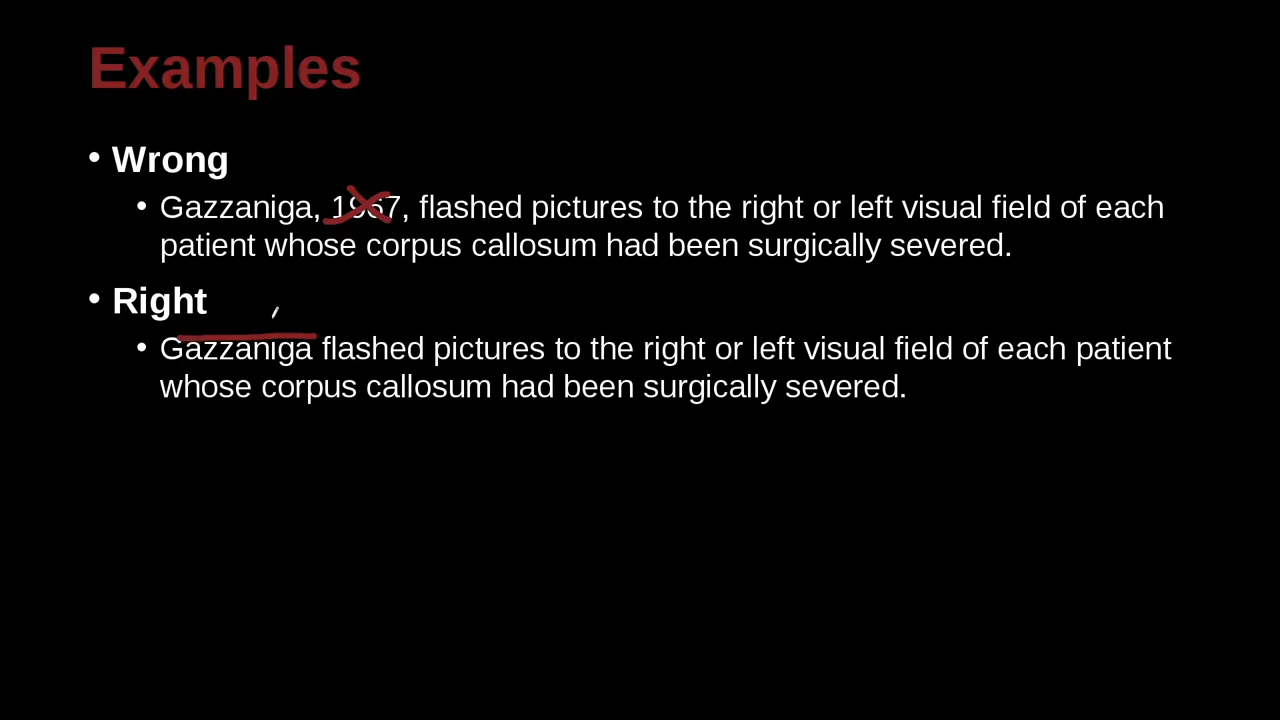 Examples
• Wrong
• Gazzaniga, 1967, flashed pictures to the right or left visual field of each
patient whose corpus callosum had been surgically severed.
• Right
• Gazzaniga flashed pictures to the right or left visual field of each patient
whose corpus callosum had been surgically severed.